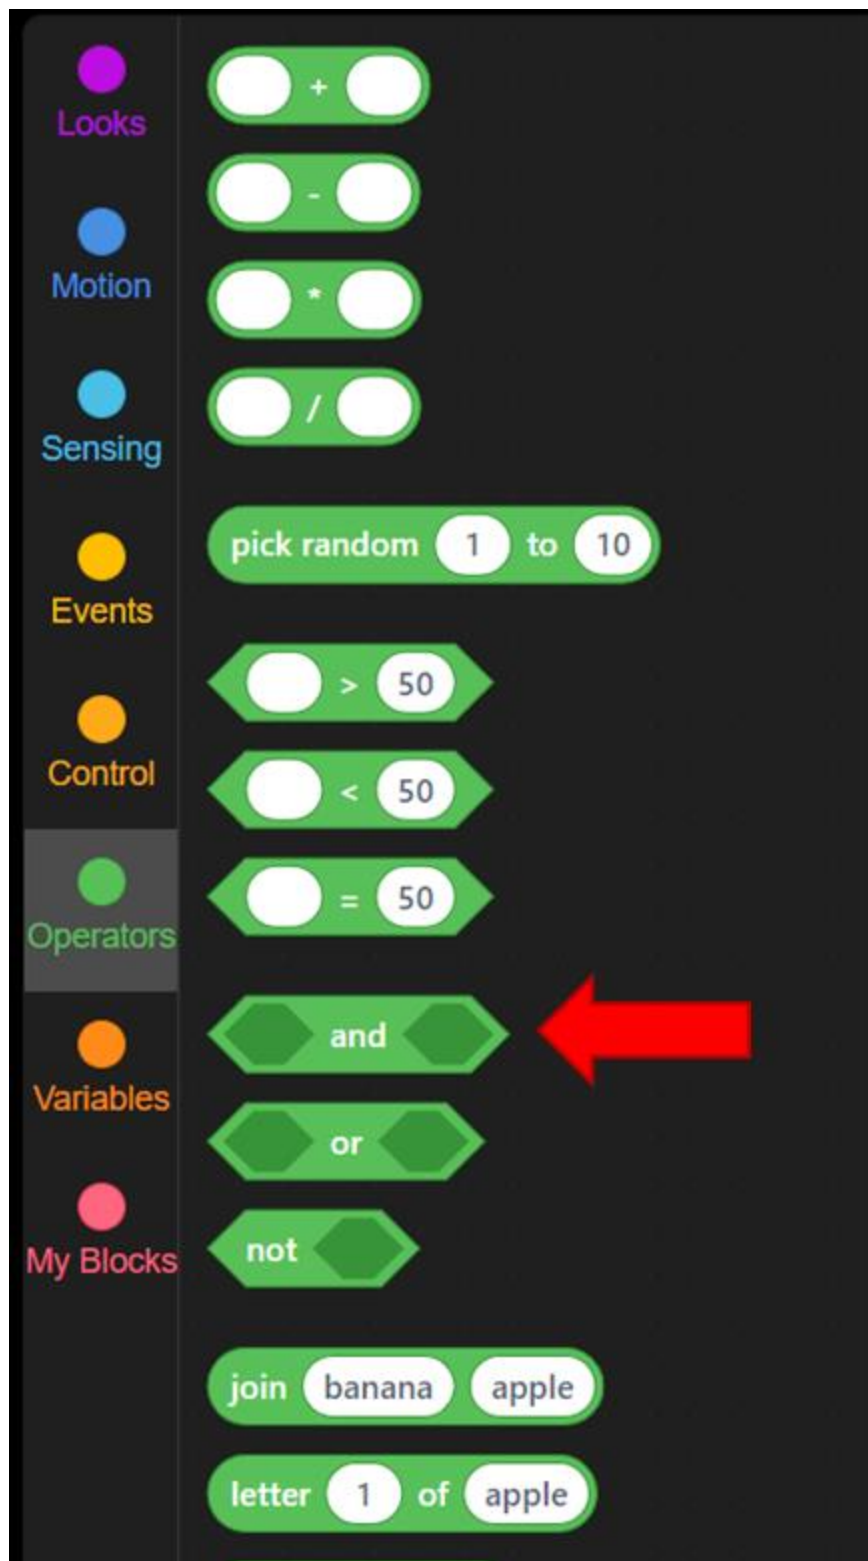 Looks
Motion
Sensing
Events
Control
Operators
Variables
My Blocks
+
-
*
/
pick random 1 to 10
> 50
< 50
= 50
and
or
not
join banana apple
letter 1 of apple